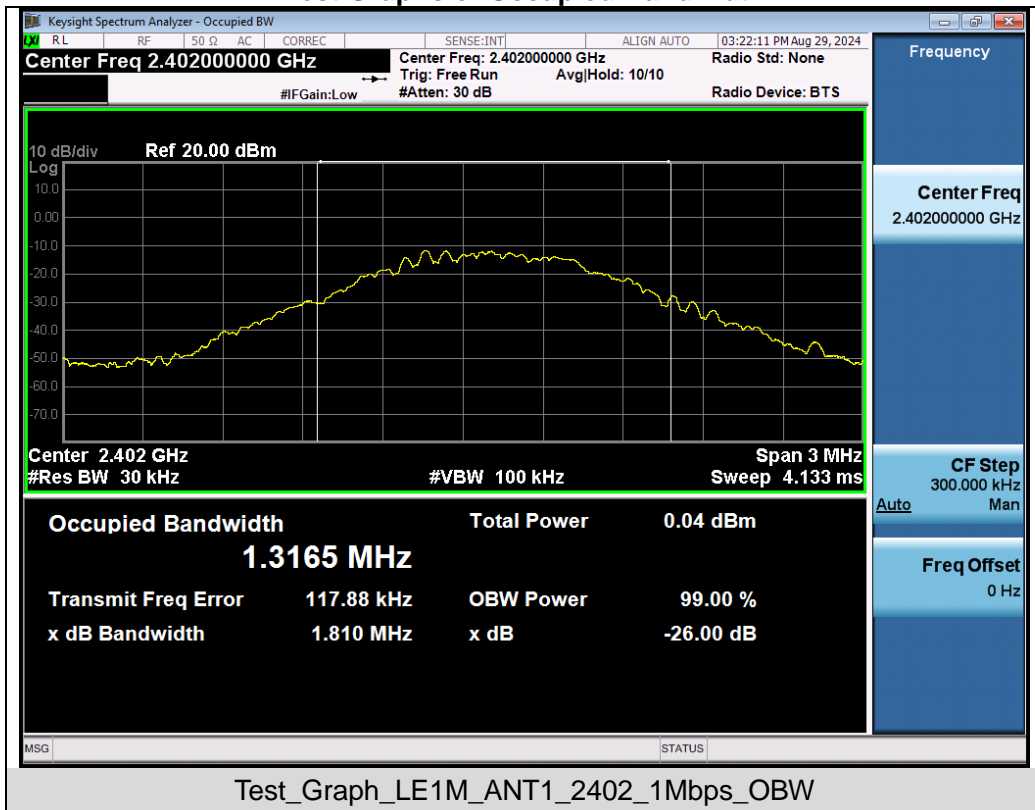 Keysight Spectrum Analyzer - Occupied BW
LXI RL RF 50 Ω AC CORREC SENSE:INT ALIGN AUTO 03:22:11 PM Aug 29, 2024
Center Freq 2.402000000 GHz
Center Freq: 2.402000000 GHz
Radio Std: None
Trig: Free Run Avg|Hold: 10/10
#IFGain:Low #Atten: 30 dB Radio Device: BTS
10 dB/div Ref 20.00 dBm
Log
10.0
0.00
-10.0
-20.0
-30.0
-40.0
-50.0
-60.0
-70.0
Center 2.402 GHz Span 3 MHz
#Res BW 30 kHz #VBW 100 kHz Sweep 4.133 ms
Occupied Bandwidth Total Power 0.04 dBm
1.3165 MHz
Transmit Freq Error 117.88 kHz OBW Power 99.00 %
x dB Bandwidth 1.810 MHz x dB -26.00 dB
Frequency
Center Freq
2.402000000 GHz
CF Step
300.000 kHz
Auto Man
Freq Offset
0 Hz
MSG STATUS
Test_Graph_LE1M_ANT1_2402_1Mbps_OBW